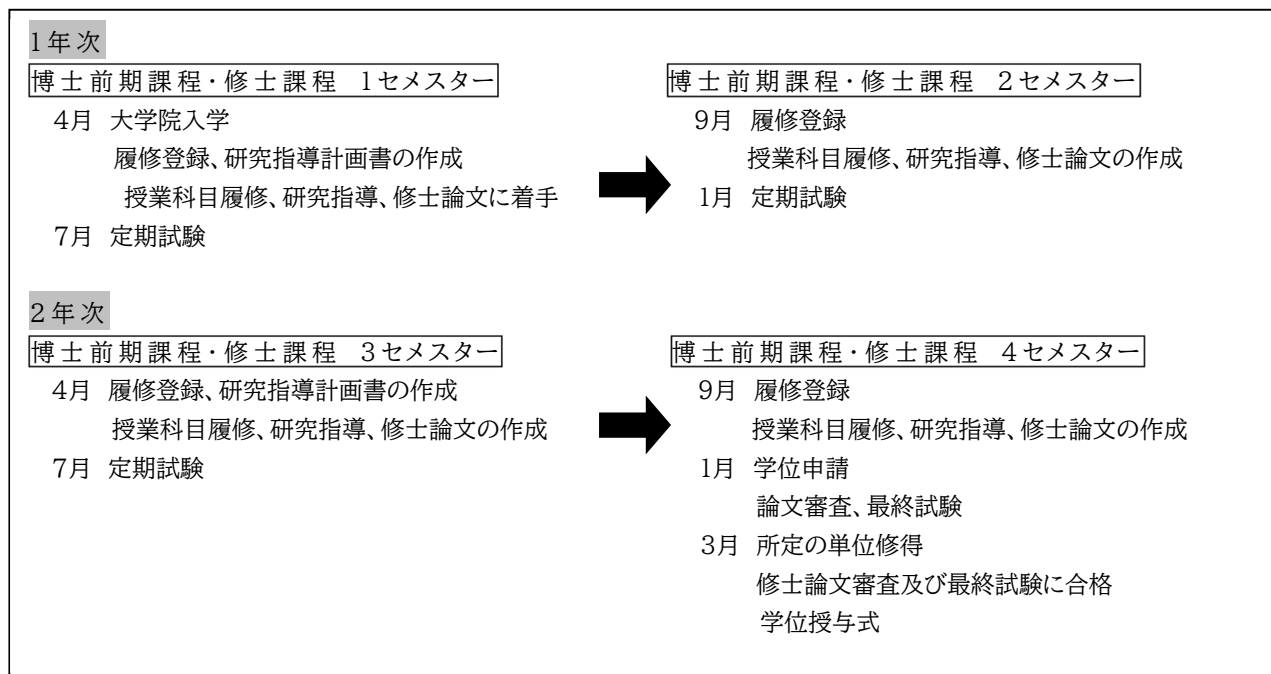 1年次
博士前期課程・修士課程 1セメスター
4月 大学院入学
履修登録、研究指導計画書の作成
授業科目履修、研究指導、修士論文に着手
7月 定期試験
博士前期課程・修士課程 2セメスター
9月 履修登録
授業科目履修、研究指導、修士論文の作成
1月 定期試験
2年次
博士前期課程・修士課程 3セメスター
4月 履修登録、研究指導計画書の作成
授業科目履修、研究指導、修士論文の作成
7月 定期試験
博士前期課程・修士課程 4セメスター
9月 履修登録
授業科目履修、研究指導、修士論文の作成
1月 学位申請
論文審査、最終試験
3月 所定の単位修得
修士論文審査及び最終試験に合格
学位授与式